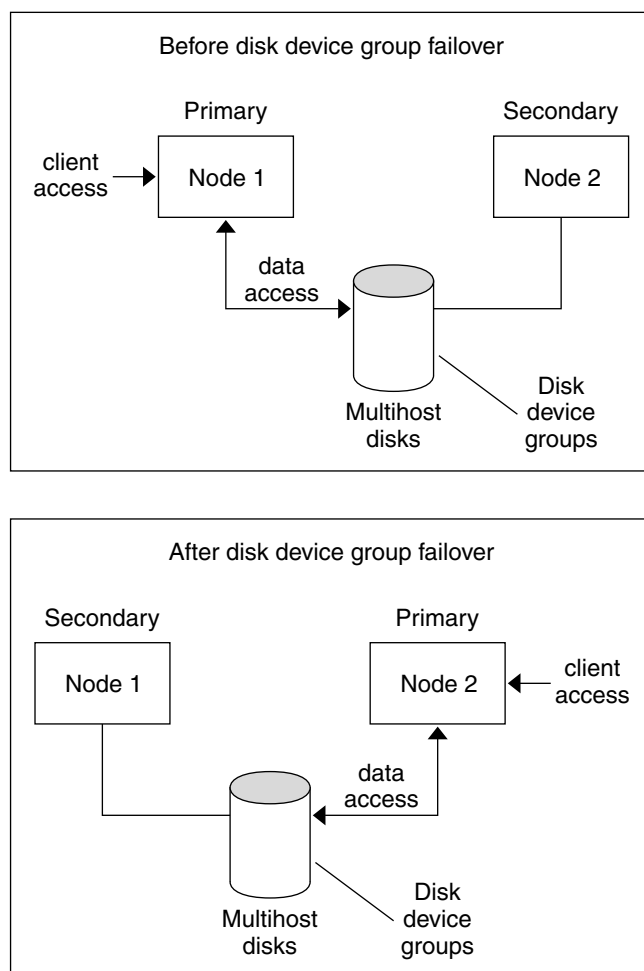 Before disk device group failover
Primary
Secondary
client
access
Node 1
Node 2
data
access
Multihost
disks
Disk
device
groups
After disk device group failover
Secondary
Primary
Node 1
Node 2
client
access
data
access
Multihost
disks
Disk
device
groups